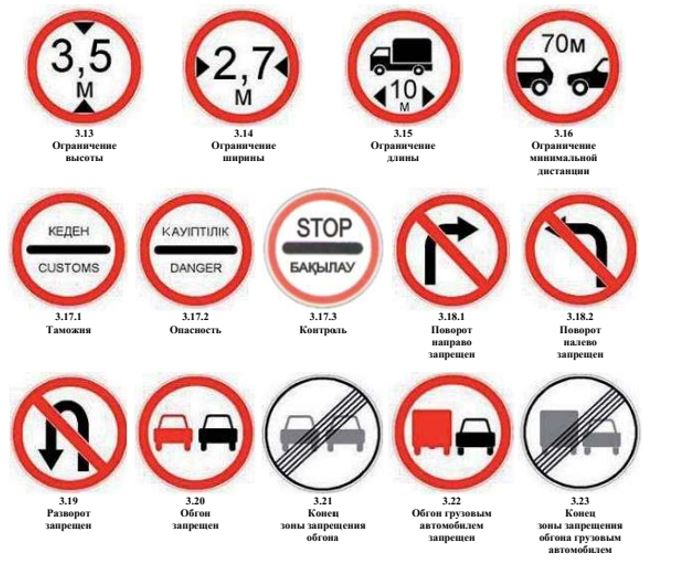 3,5
М
2,7
М
10
М
70м
3.13
Ограничение
высоты
3.14
Ограничение
ширины
3.15
Ограничение
длины
3.16
Ограничение
минимальной
дистанции
КЕДЕН
CUSTOMS
ҚАУІПТІЛІК
DANGER
STOP
БАҚЫЛАУ
3.17.1
Таможня
3.17.2
Опасность
3.17.3
Контроль
3.18.1
Поворот
направо
запрещен
3.18.2
Поворот
налево
запрещен
3.19
Разворот
запрещен
3.20
Обгон
запрещен
3.21
Конец
зоны запрещения
обгона
3.22
Обгон грузовым
автомобилем
запрещен
3.23
Конец
зоны запрещения
обгона грузовым
автомобилем